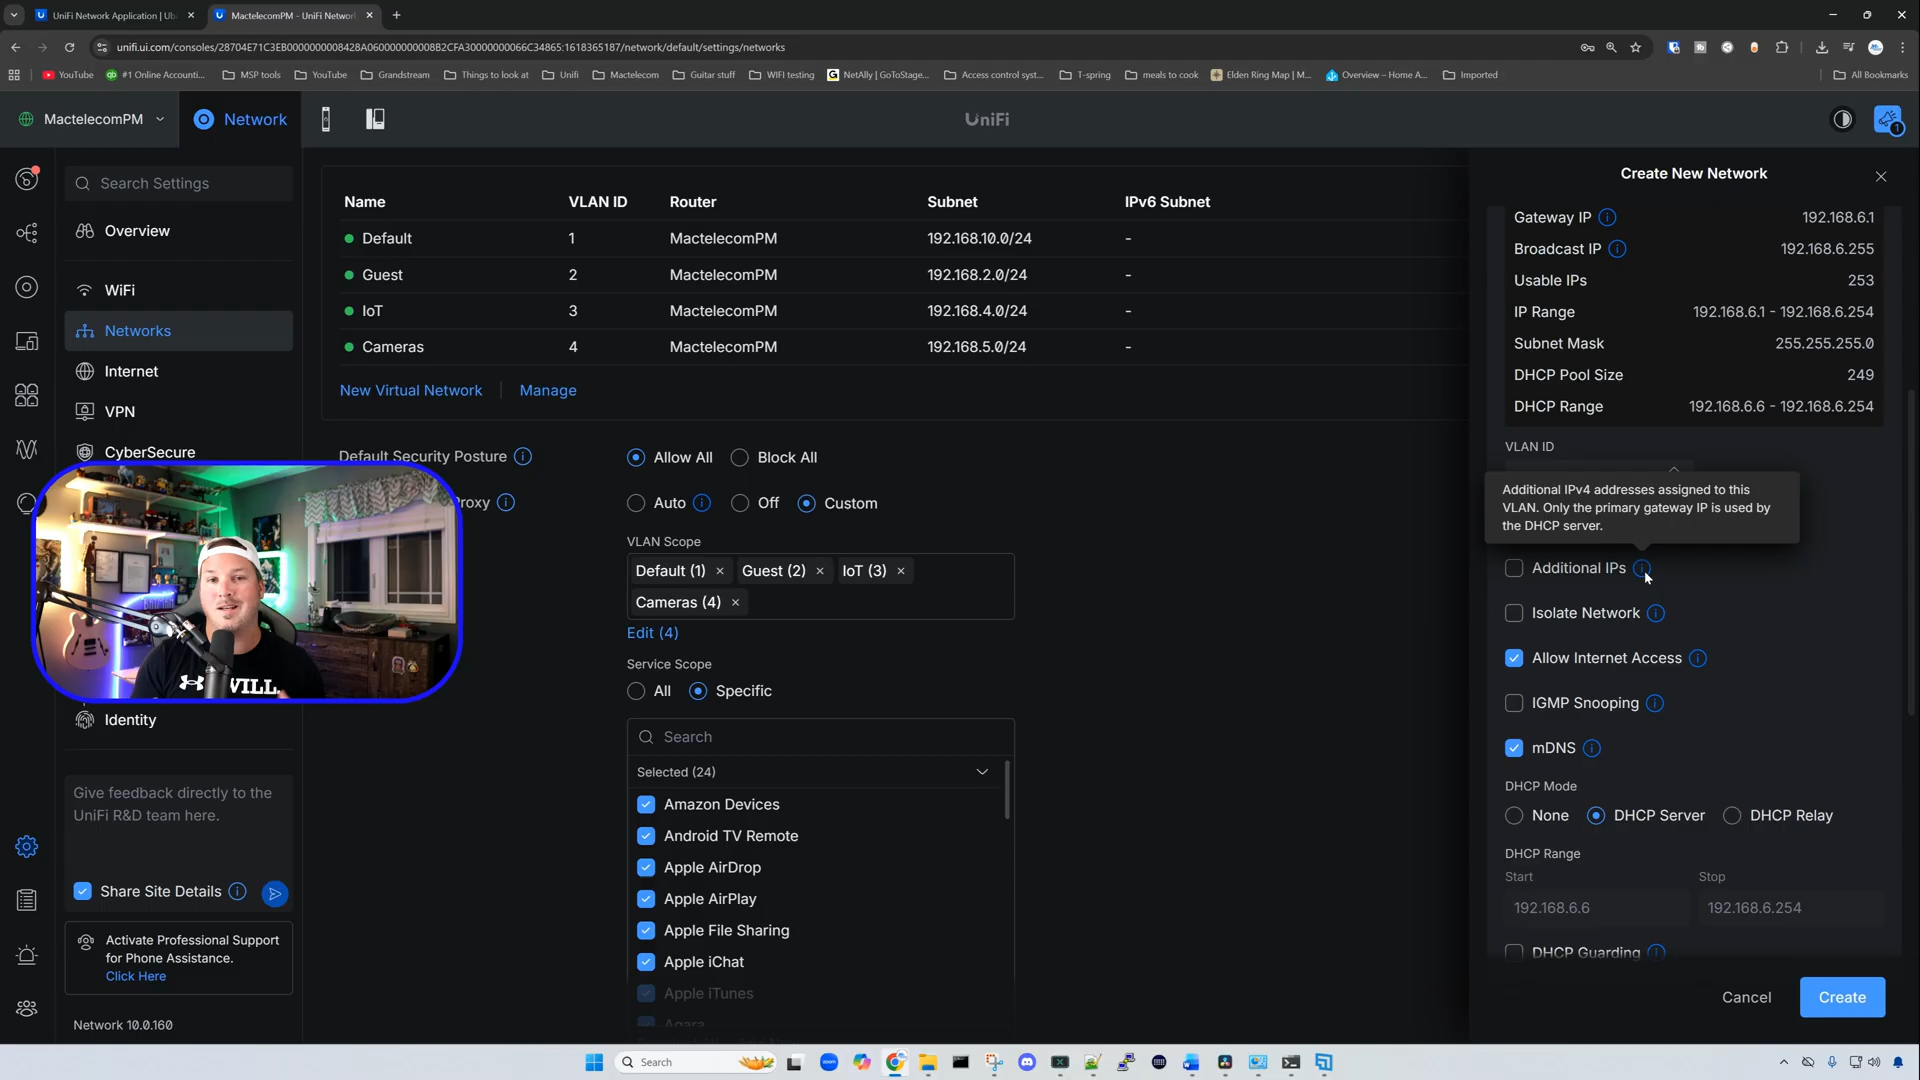 UniFi Network Application | Ub
MactelecomPM - UniFi Network
unifi.ui.com/consoles/28704E71C3EB0000000008428A06000000008B2CFA30000000066C34865:1618365187/network/default/settings/networks
YouTube
#1 Online Accounti...
MSP tools
YouTube
Grandstream
Things to look at
Unifi
Mactelecom
Guitar stuff
WIFI testing
NetAlly | GoToStage...
Access control syst...
T-spring
meals to cook
Elden Ring Map | M...
Overview – Home A...
Imported
All Bookmarks
MactelecomPM
Network
UniFi
1
Search Settings
Overview
WiFi
Networks
Internet
VPN
CyberSecure
Identity
Give feedback directly to the
UniFi R&D team here.
Share Site Details
Activate Professional Support
for Phone Assistance.
Click Here
Network 10.0.160
Name VLAN ID Router Subnet IPv6 Subnet
Default 1 MactelecomPM 192.168.10.0/24 -
Guest 2 MactelecomPM 192.168.2.0/24 -
IoT 3 MactelecomPM 192.168.4.0/24 -
Cameras 4 MactelecomPM 192.168.5.0/24 -
New Virtual Network | Manage
Default Security Posture Allow All Block All
roxy Auto Off Custom
VLAN Scope
Default (1) × Guest (2) × IoT (3) ×
Cameras (4) ×
Edit (4)
Service Scope
All Specific
Search
Selected (24)
Amazon Devices
Android TV Remote
Apple AirDrop
Apple AirPlay
Apple File Sharing
Apple iChat
Apple iTunes
Aqara
WILL.
Create New Network
Gateway IP 192.168.6.1
Broadcast IP 192.168.6.255
Usable IPs 253
IP Range 192.168.6.1 - 192.168.6.254
Subnet Mask 255.255.255.0
DHCP Pool Size 249
DHCP Range 192.168.6.6 - 192.168.6.254
VLAN ID
Additional IPv4 addresses assigned to this
VLAN. Only the primary gateway IP is used by
the DHCP server.
Additional IPs
Isolate Network
Allow Internet Access
IGMP Snooping
mDNS
DHCP Mode
None DHCP Server DHCP Relay
DHCP Range
Start Stop
192.168.6.6 192.168.6.254
DHCP Guarding
Cancel Create
Search
zoom